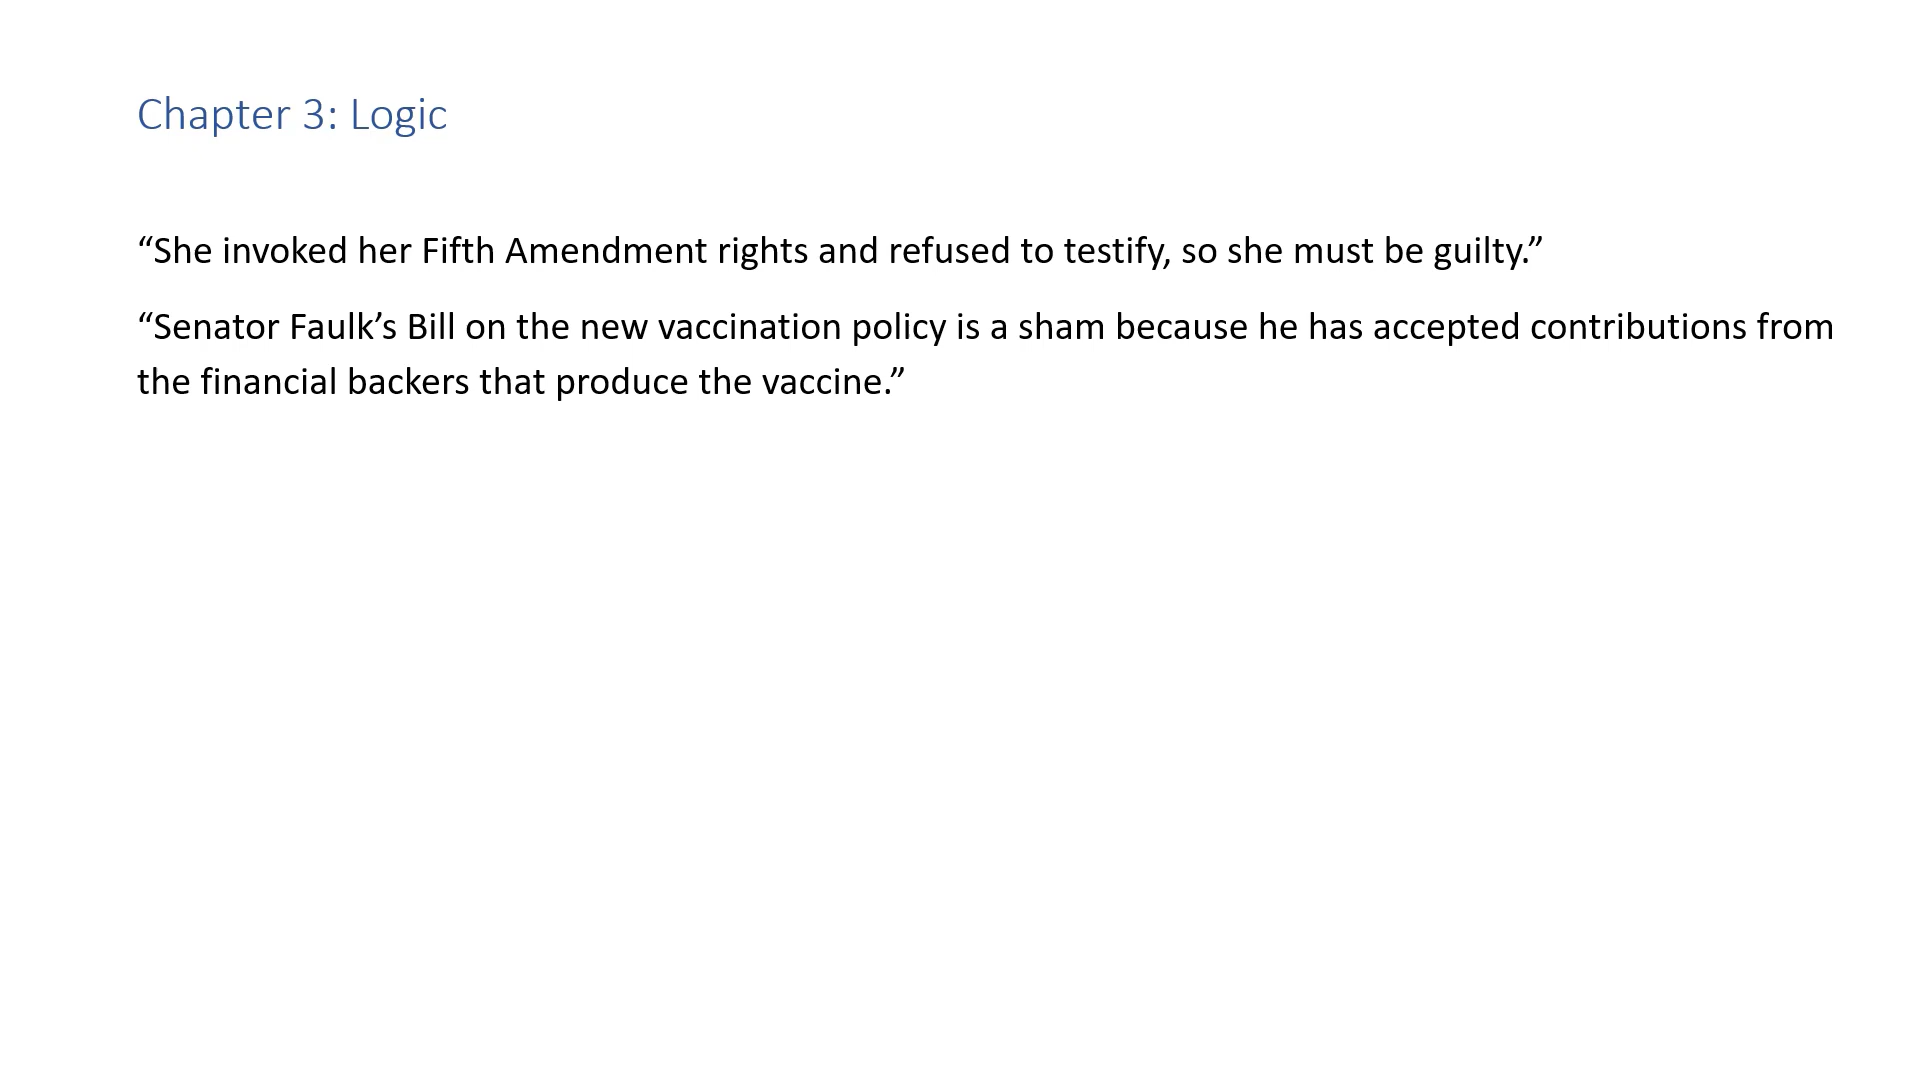 Chapter 3: Logic
“She invoked her Fifth Amendment rights and refused to testify, so she must be guilty.”
“Senator Faulk’s Bill on the new vaccination policy is a sham because he has accepted contributions from
the financial backers that produce the vaccine.”